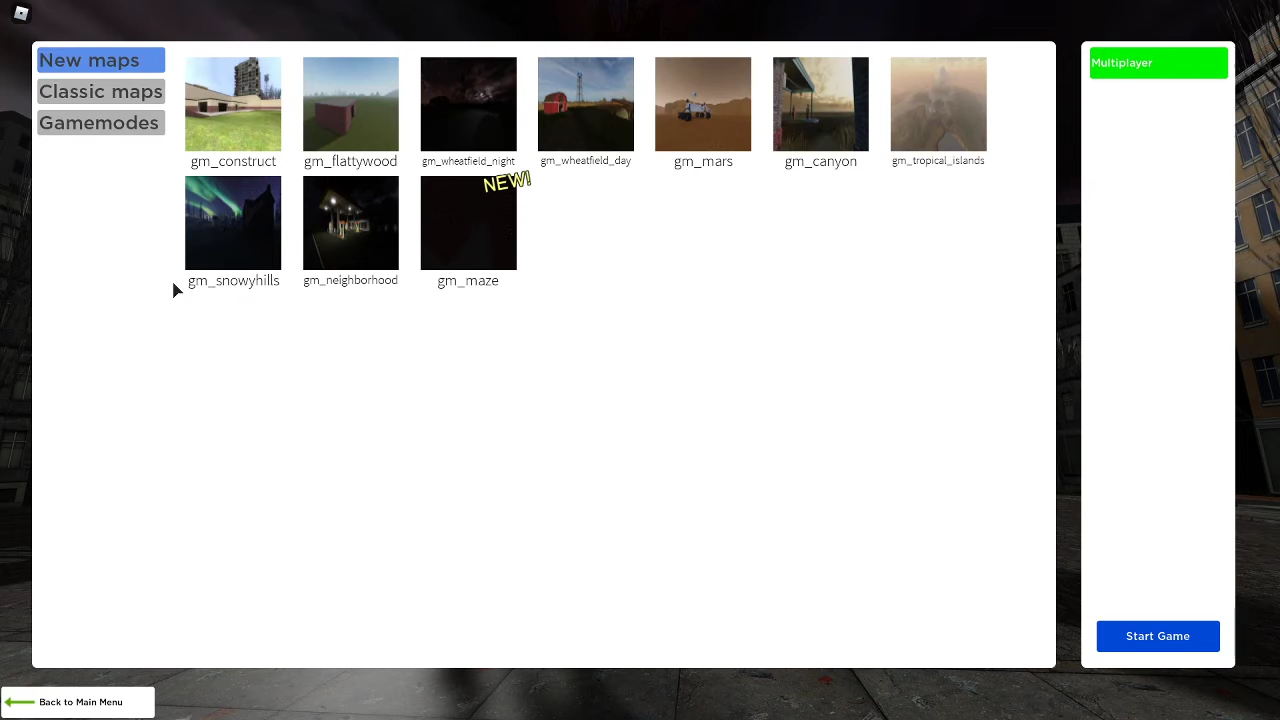 New maps
Classic maps
Gamemodes
gm_construct
gm_flattywood
gm_wheatfield_night
gm_wheatfield_day
gm_mars
gm_canyon
gm_tropical_islands
NEW!
gm_snowyhills
gm_neighborhood
gm_maze
Multiplayer
Start Game
Back to Main Menu